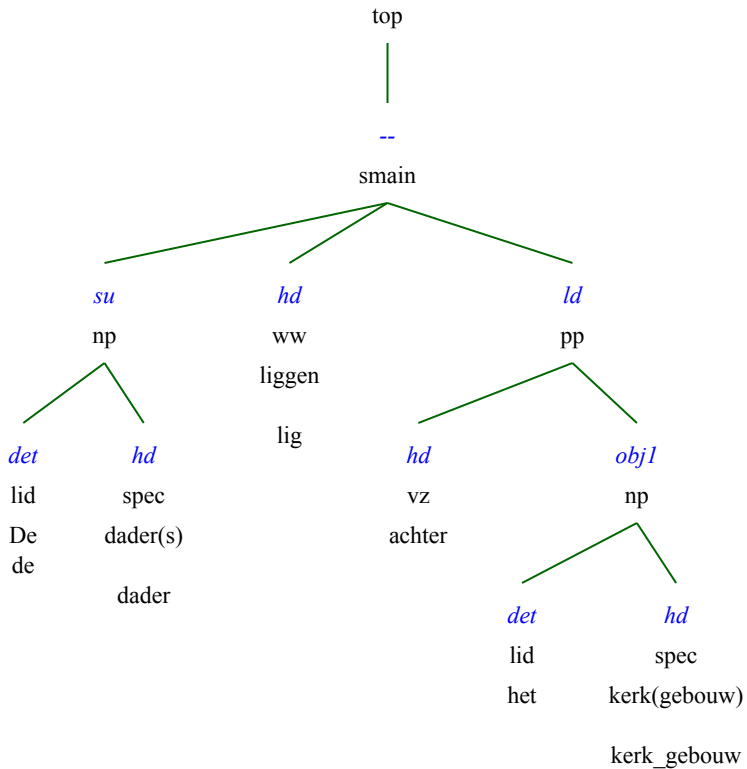 top
--
smain
su hd ld
np ww pp
liggen
lig
det hd hd obj1
lid spec vz np
De dader(s) achter
de
dader
det hd
lid spec
het kerk(gebouw)
kerk_gebouw